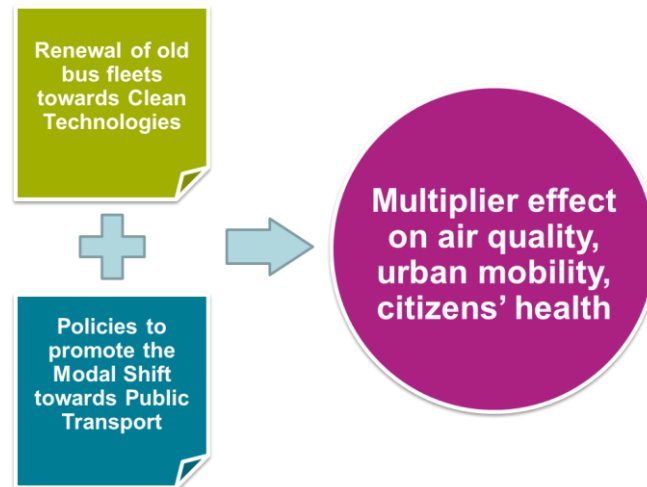 Renewal of old
bus fleets
towards Clean
Technologies
Policies to
promote the
Modal Shift
towards Public
Transport
Multiplier effect
on air quality,
urban mobility,
citizens’ health